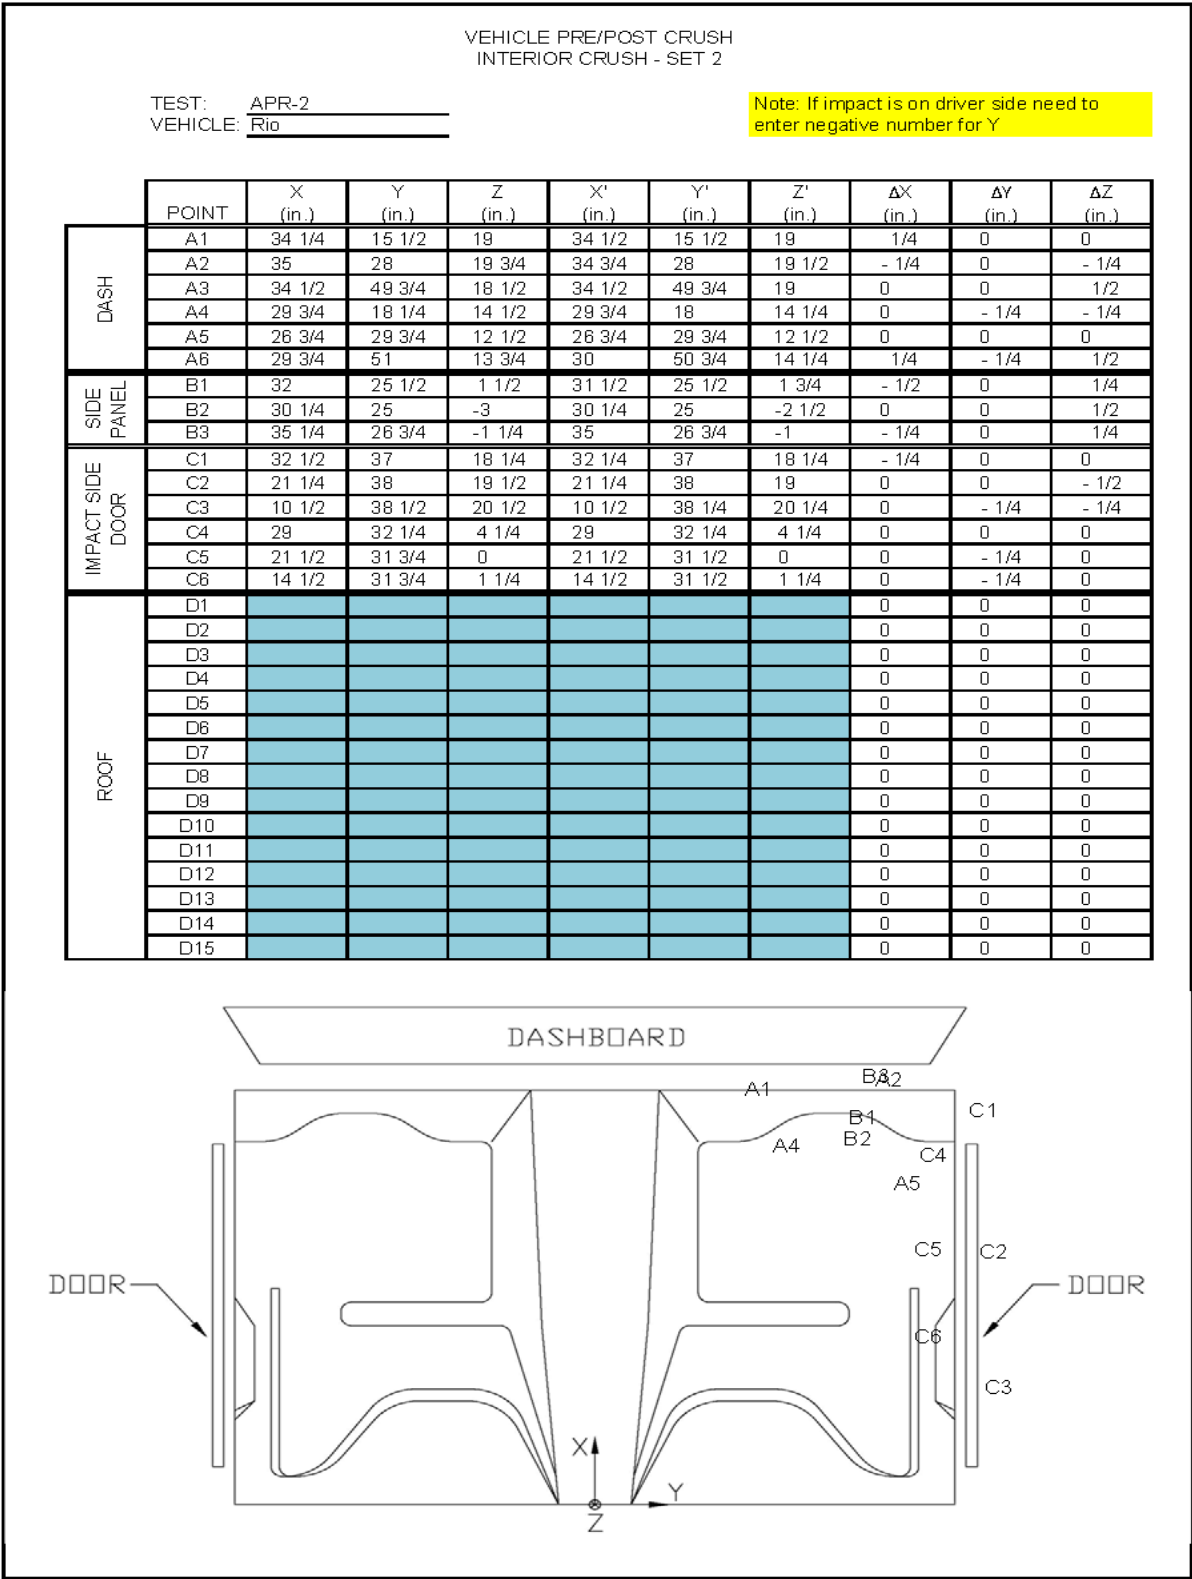 VEHICLE PRE/POST CRUSH
INTERIOR CRUSH - SET 2
TEST: APR-2
VEHICLE: Rio
Note: If impact is on driver side need to
enter negative number for Y
POINT X (in.) Y (in.) Z (in.) X' (in.) Y' (in.) Z' (in.) ΔX (in.) ΔY (in.) ΔZ (in.)
DASH
A1 34 1/4 15 1/2 19 34 1/2 15 1/2 19 1/4 0 0
A2 35 28 19 3/4 34 3/4 28 19 1/2 - 1/4 0 - 1/4
A3 34 1/2 49 3/4 18 1/2 34 1/2 49 3/4 19 0 0 1/2
A4 29 3/4 18 1/4 14 1/2 29 3/4 18 14 1/4 0 - 1/4 - 1/4
A5 26 3/4 29 3/4 12 1/2 26 3/4 29 3/4 12 1/2 0 0 0
A6 29 3/4 51 13 3/4 30 50 3/4 14 1/4 1/4 - 1/4 1/2
SIDE PANEL
B1 32 25 1/2 1 1/2 31 1/2 25 1/2 1 3/4 - 1/2 0 1/4
B2 30 1/4 25 -3 30 1/4 25 -2 1/2 0 0 1/2
B3 35 1/4 26 3/4 -1 1/4 35 26 3/4 -1 - 1/4 0 1/4
IMPACT SIDE DOOR
C1 32 1/2 37 18 1/4 32 1/4 37 18 1/4 - 1/4 0 0
C2 21 1/4 38 19 1/2 21 1/4 38 19 0 0 - 1/2
C3 10 1/2 38 1/2 20 1/2 10 1/2 38 1/4 20 1/4 0 - 1/4 - 1/4
C4 29 32 1/4 4 1/4 29 32 1/4 4 1/4 0 0 0
C5 21 1/2 31 3/4 0 21 1/2 31 1/2 0 0 - 1/4 0
C6 14 1/2 31 3/4 1 1/4 14 1/2 31 1/2 1 1/4 0 - 1/4 0
ROOF
D1 0 0 0
D2 0 0 0
D3 0 0 0
D4 0 0 0
D5 0 0 0
D6 0 0 0
D7 0 0 0
D8 0 0 0
D9 0 0 0
D10 0 0 0
D11 0 0 0
D12 0 0 0
D13 0 0 0
D14 0 0 0
D15 0 0 0
DASHBOARD
B3 A2
A1
C1
B1
B2
A4
C4
A5
C5 C2
DOOR DOOR
C6
C3
X
Y
Z